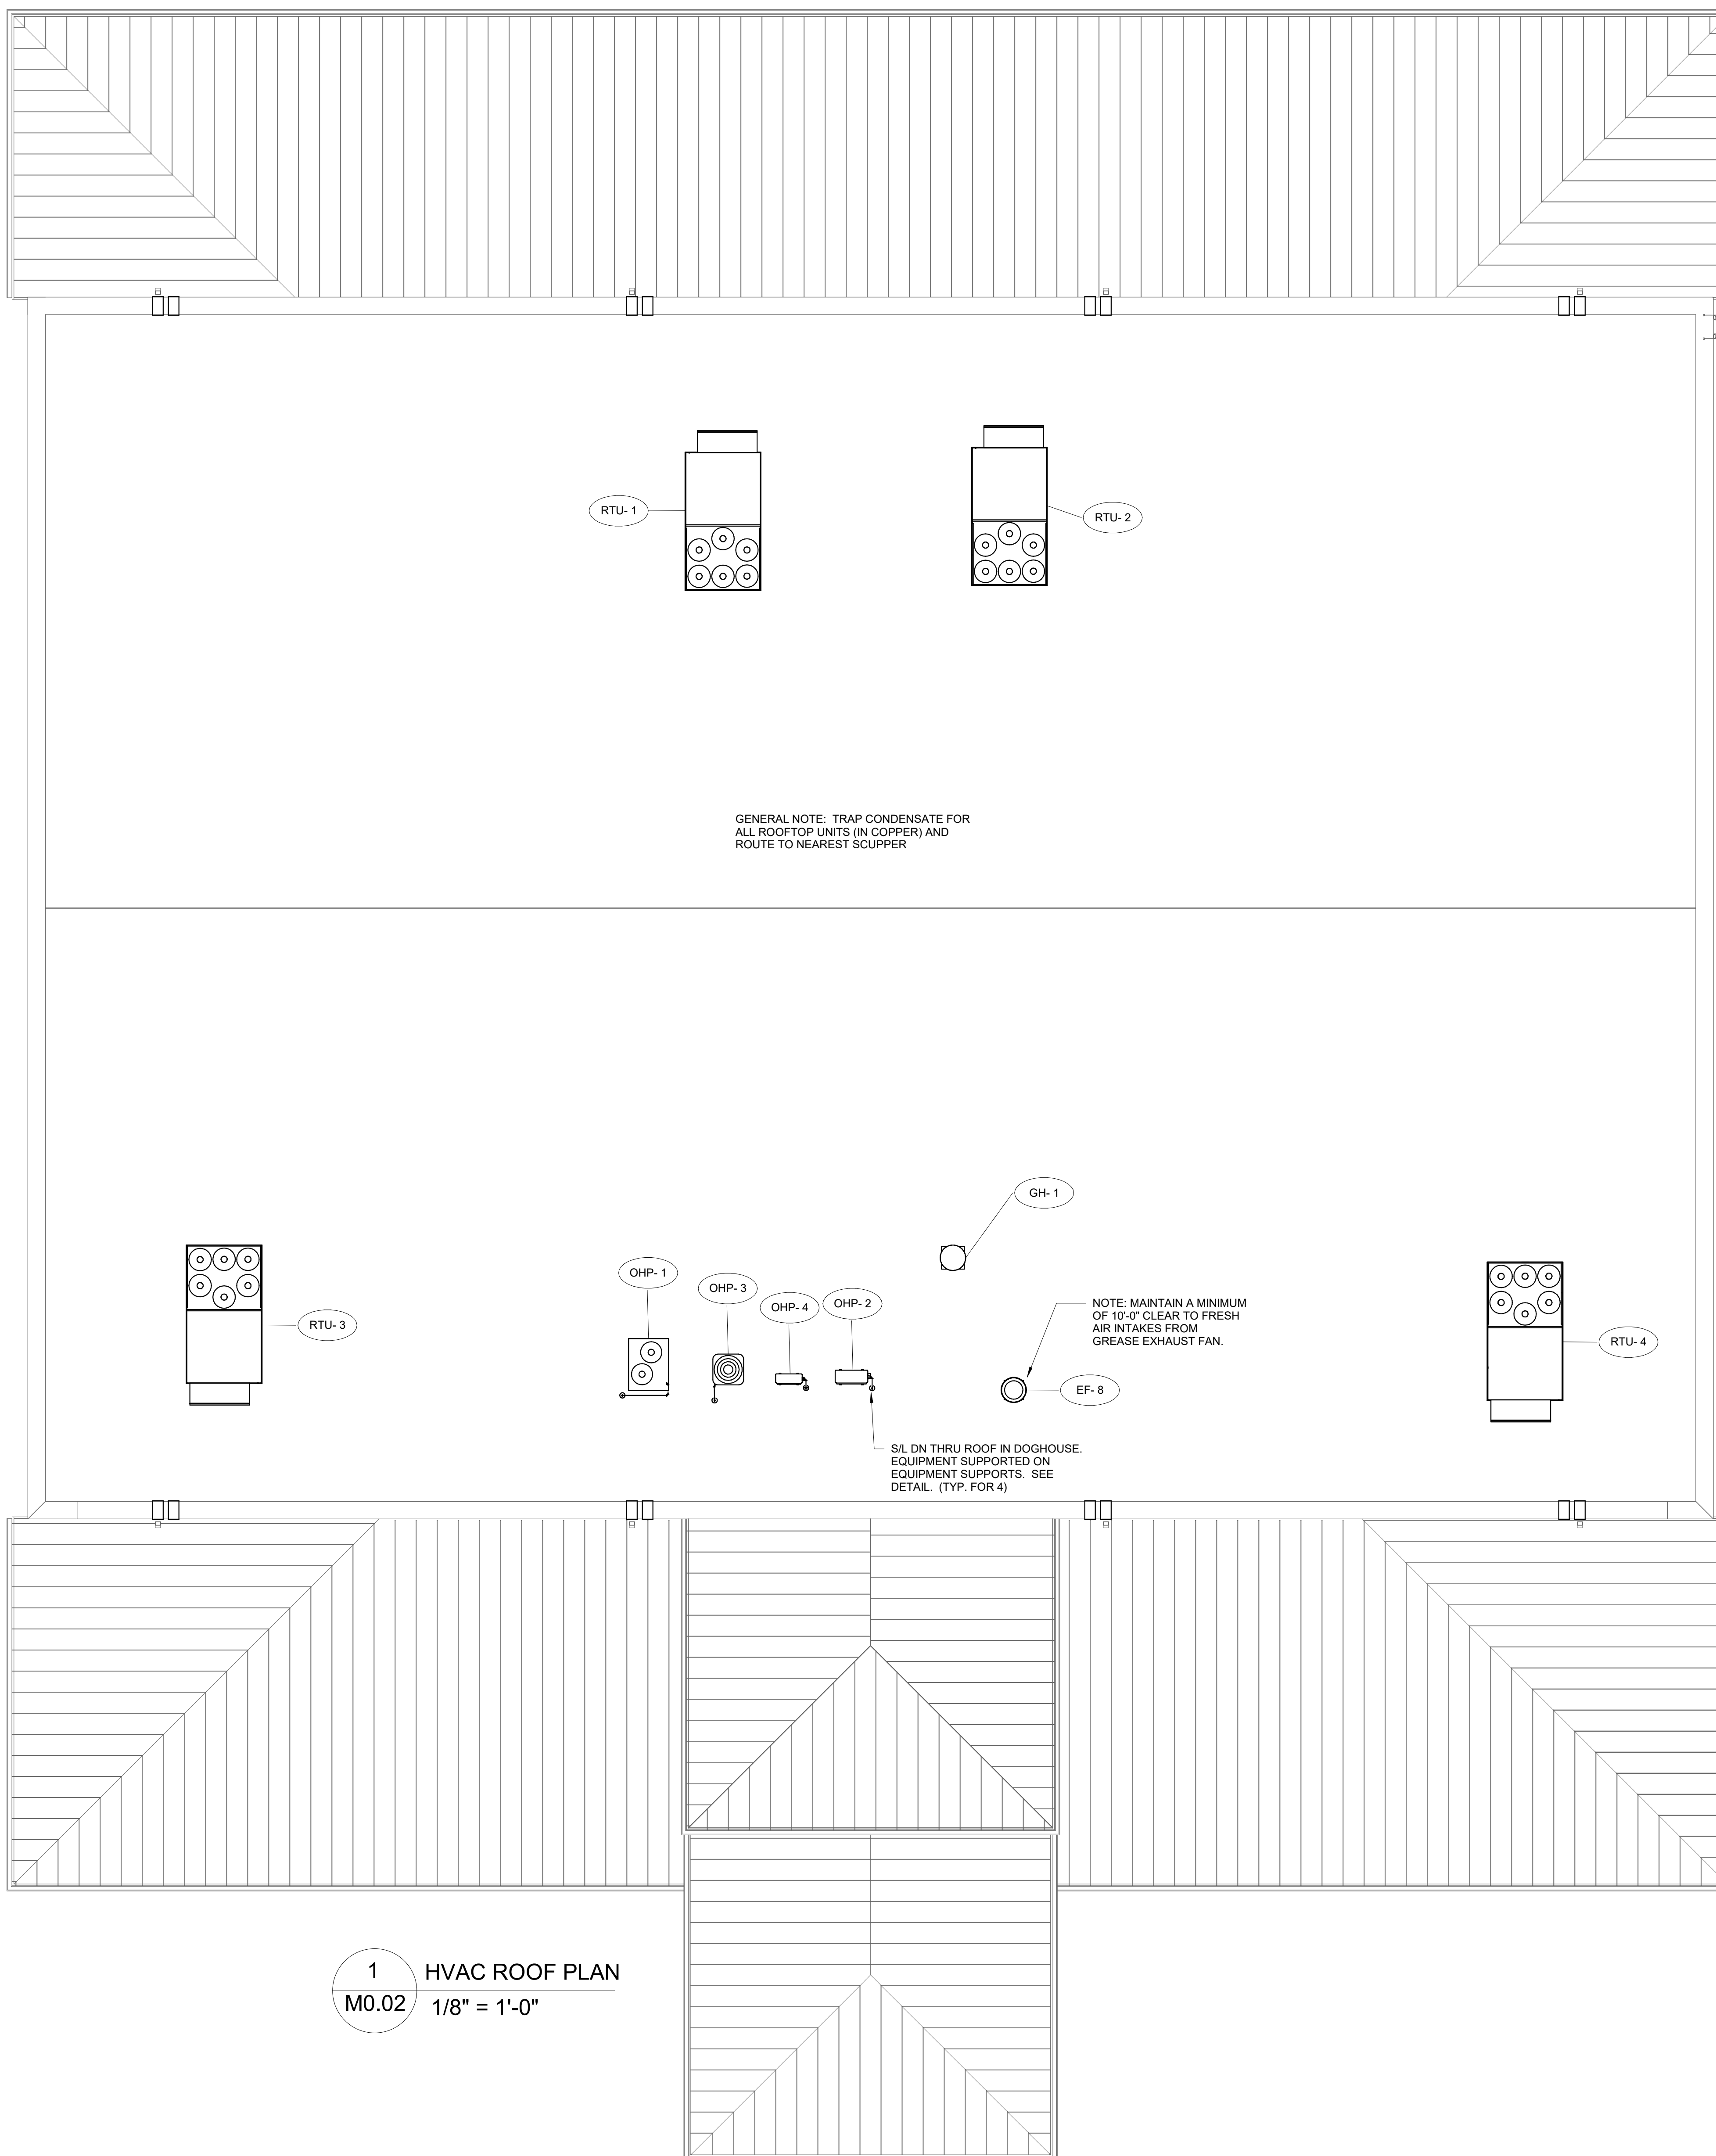 RTU- 1
RTU- 2
GENERAL NOTE:  TRAP CONDENSATE FOR
ALL ROOFTOP UNITS (IN COPPER) AND
ROUTE TO NEAREST SCUPPER
GH- 1
OHP- 1
OHP- 3
OHP- 4
OHP- 2
NOTE: MAINTAIN A MINIMUM
OF 10'-0" CLEAR TO FRESH
AIR INTAKES FROM
GREASE EXHAUST FAN.
RTU- 3
RTU- 4
EF- 8
S/L DN THRU ROOF IN DOGHOUSE.
EQUIPMENT SUPPORTED ON
EQUIPMENT SUPPORTS.  SEE
DETAIL.  (TYP. FOR 4)
1
HVAC ROOF PLAN
M0.02
1/8" = 1'-0"